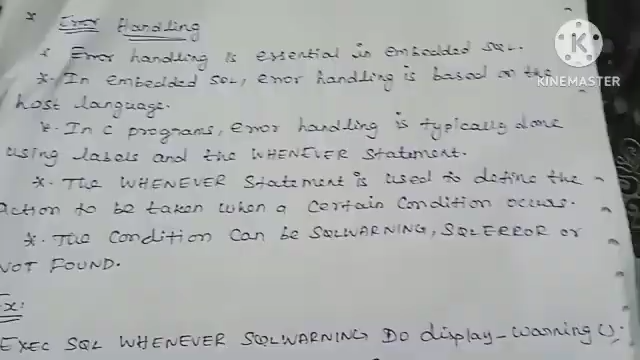 * Error Handling
* Error handling is essential in embedded SQL.
*. In embedded SQL, error handling is based on the
host language.
*. In C programs, error handling is typically done
using labels and the WHENEVER Statement.
*. The WHENEVER Statement is used to define the
action to be taken when a certain condition occurs.
*. The Condition can be SQLWARNING, SQLERROR or
NOT FOUND.
Ex:
EXEC SQL WHENEVER SQLWARNING DO display-warning();
KINEMASTER